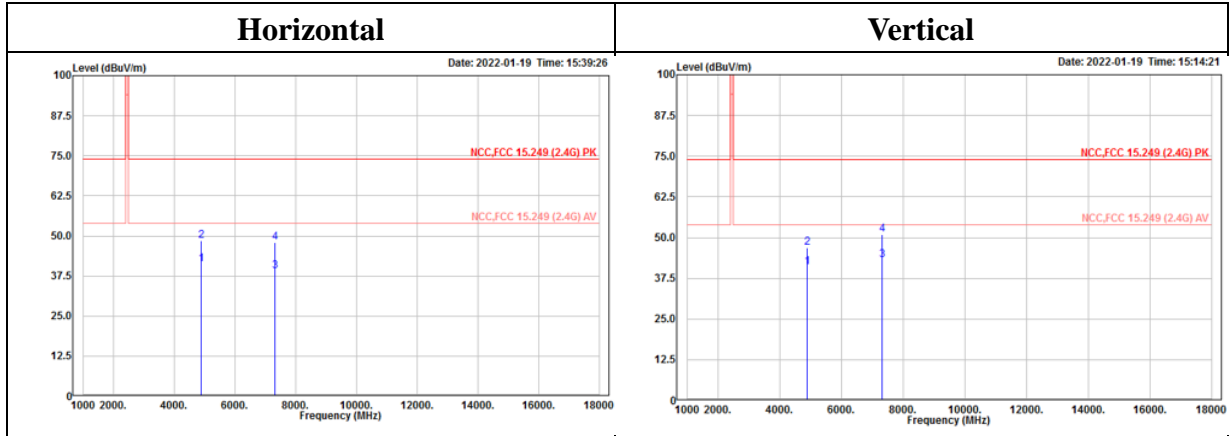 Horizontal
Vertical
Level (dBuV/m)
Date: 2022-01-19 Time: 15:39:26
100
87.5
75.0
NCC,FCC 15.249 (2.4G) PK
62.5
NCC,FCC 15.249 (2.4G) AV
50.0
2
4
1
3
37.5
25.0
12.5
0
1000 2000. 4000. 6000. 8000. 10000. 12000. 14000. 16000. 18000
Frequency (MHz)
Level (dBuV/m)
Date: 2022-01-19 Time: 15:14:21
100
87.5
75.0
NCC,FCC 15.249 (2.4G) PK
62.5
NCC,FCC 15.249 (2.4G) AV
50.0
2
4
1
3
37.5
25.0
12.5
0
1000 2000. 4000. 6000. 8000. 10000. 12000. 14000. 16000. 18000
Frequency (MHz)